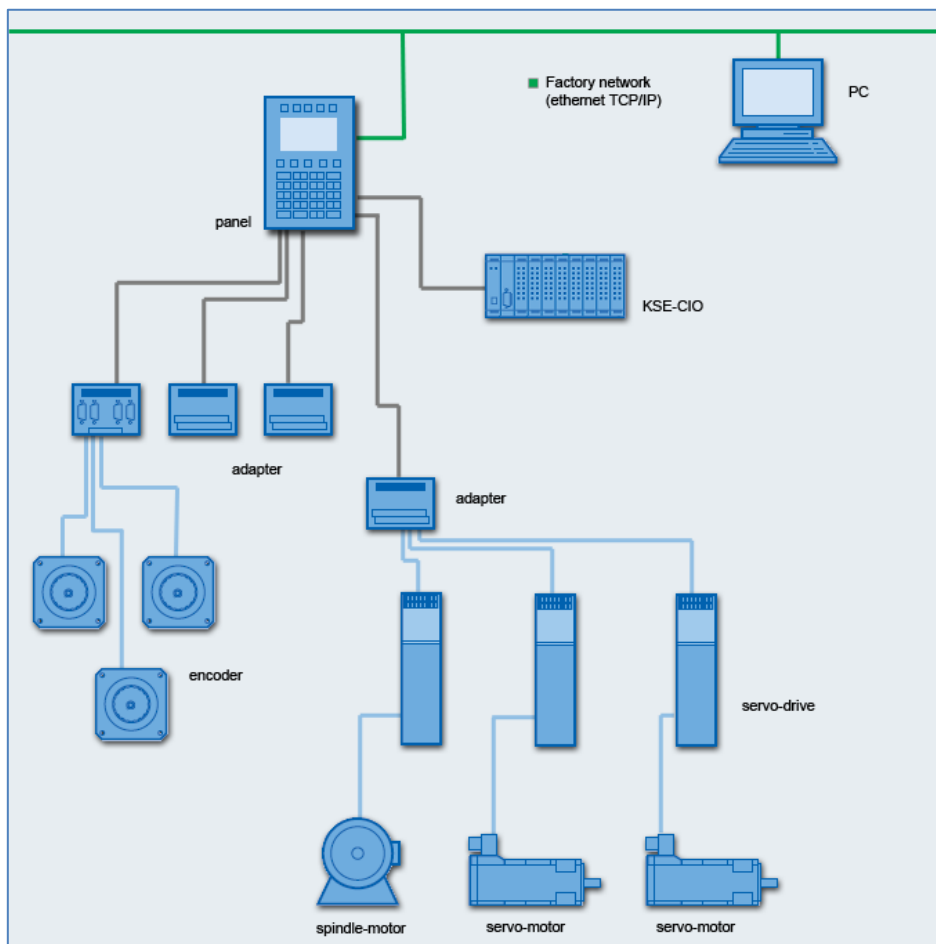 Factory network
(ethernet TCP/IP)
PC
panel
KSE-CIO
adapter
adapter
encoder
servo-drive
spindle-motor
servo-motor
servo-motor